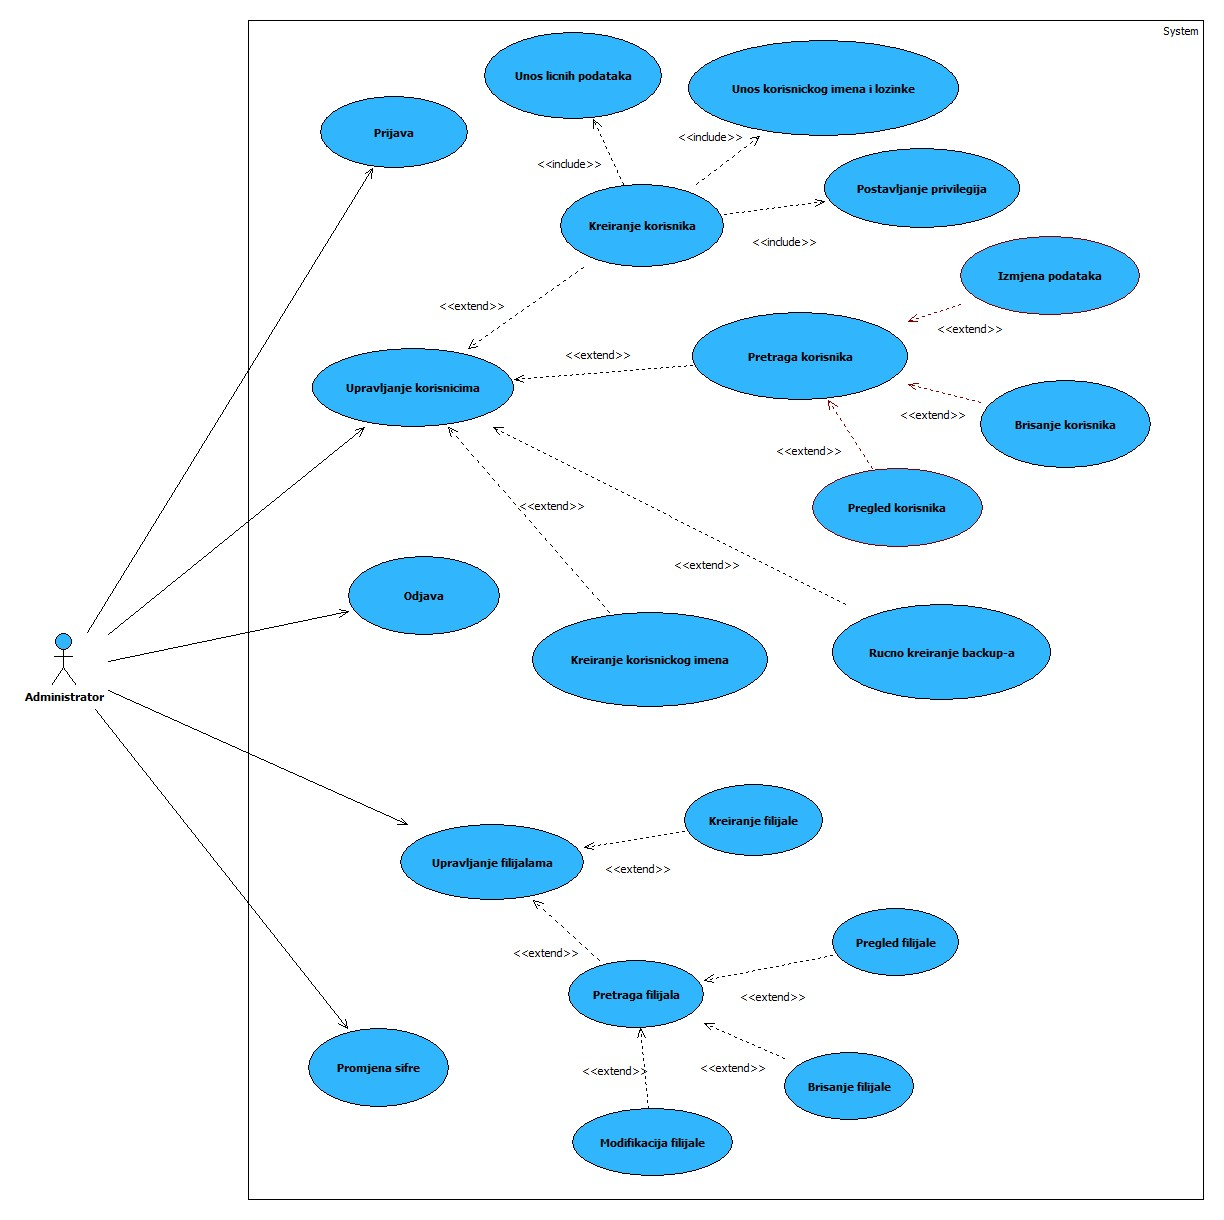 System
Unos licnih podataka
Unos korisnickog imena i lozinke
Prijava
<<include>>
<<include>>
Postavljanje privilegija
Kreiranje korisnika
<<include>>
Izmjena podataka
<<extend>>
<<extend>>
<<extend>>
Pretraga korisnika
Upravljanje korisnicima
<<extend>>
Brisanje korisnika
<<extend>>
Pregled korisnika
<<extend>>
<<extend>>
Odjava
Kreiranje korisnickog imena
Rucno kreiranje backup-a
Administrator
Kreiranje filijale
Upravljanje filijalama
<<extend>>
Pregled filijale
<<extend>>
Pretraga filijala
<<extend>>
Promjena sifre
<<extend>>
<<extend>>
Brisanje filijale
Modifikacija filijale